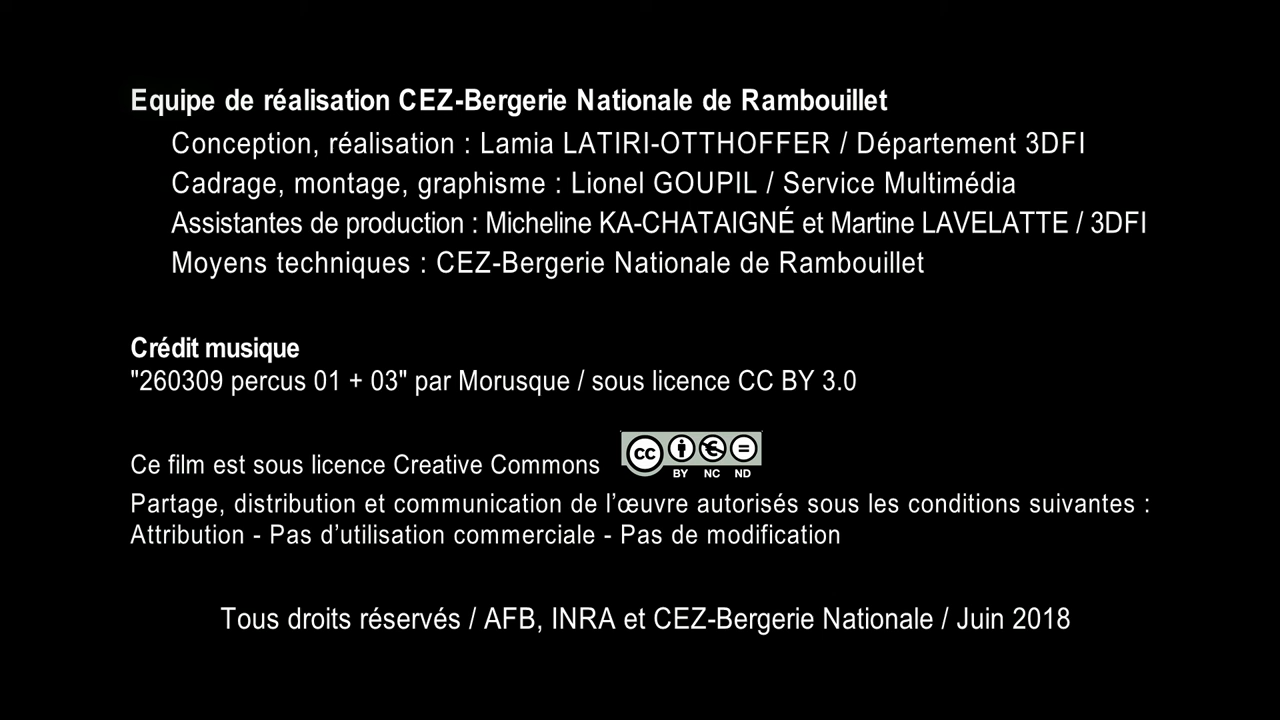 Equipe de réalisation CEZ-Bergerie Nationale de Rambouillet
Conception, réalisation : Lamia LATIRI-OTTHOFFER / Département 3DFI
Cadrage, montage, graphisme : Lionel GOUPIL / Service Multimédia
Assistantes de production : Micheline KA-CHATAIGNÉ et Martine LAVELATTE / 3DFI
Moyens techniques : CEZ-Bergerie Nationale de Rambouillet
Crédit musique
"260309 percus 01 + 03" par Morusque / sous licence CC BY 3.0
Ce film est sous licence Creative Commons cc BY NC ND
Partage, distribution et communication de l’œuvre autorisés sous les conditions suivantes :
Attribution - Pas d’utilisation commerciale - Pas de modification
Tous droits réservés / AFB, INRA et CEZ-Bergerie Nationale / Juin 2018